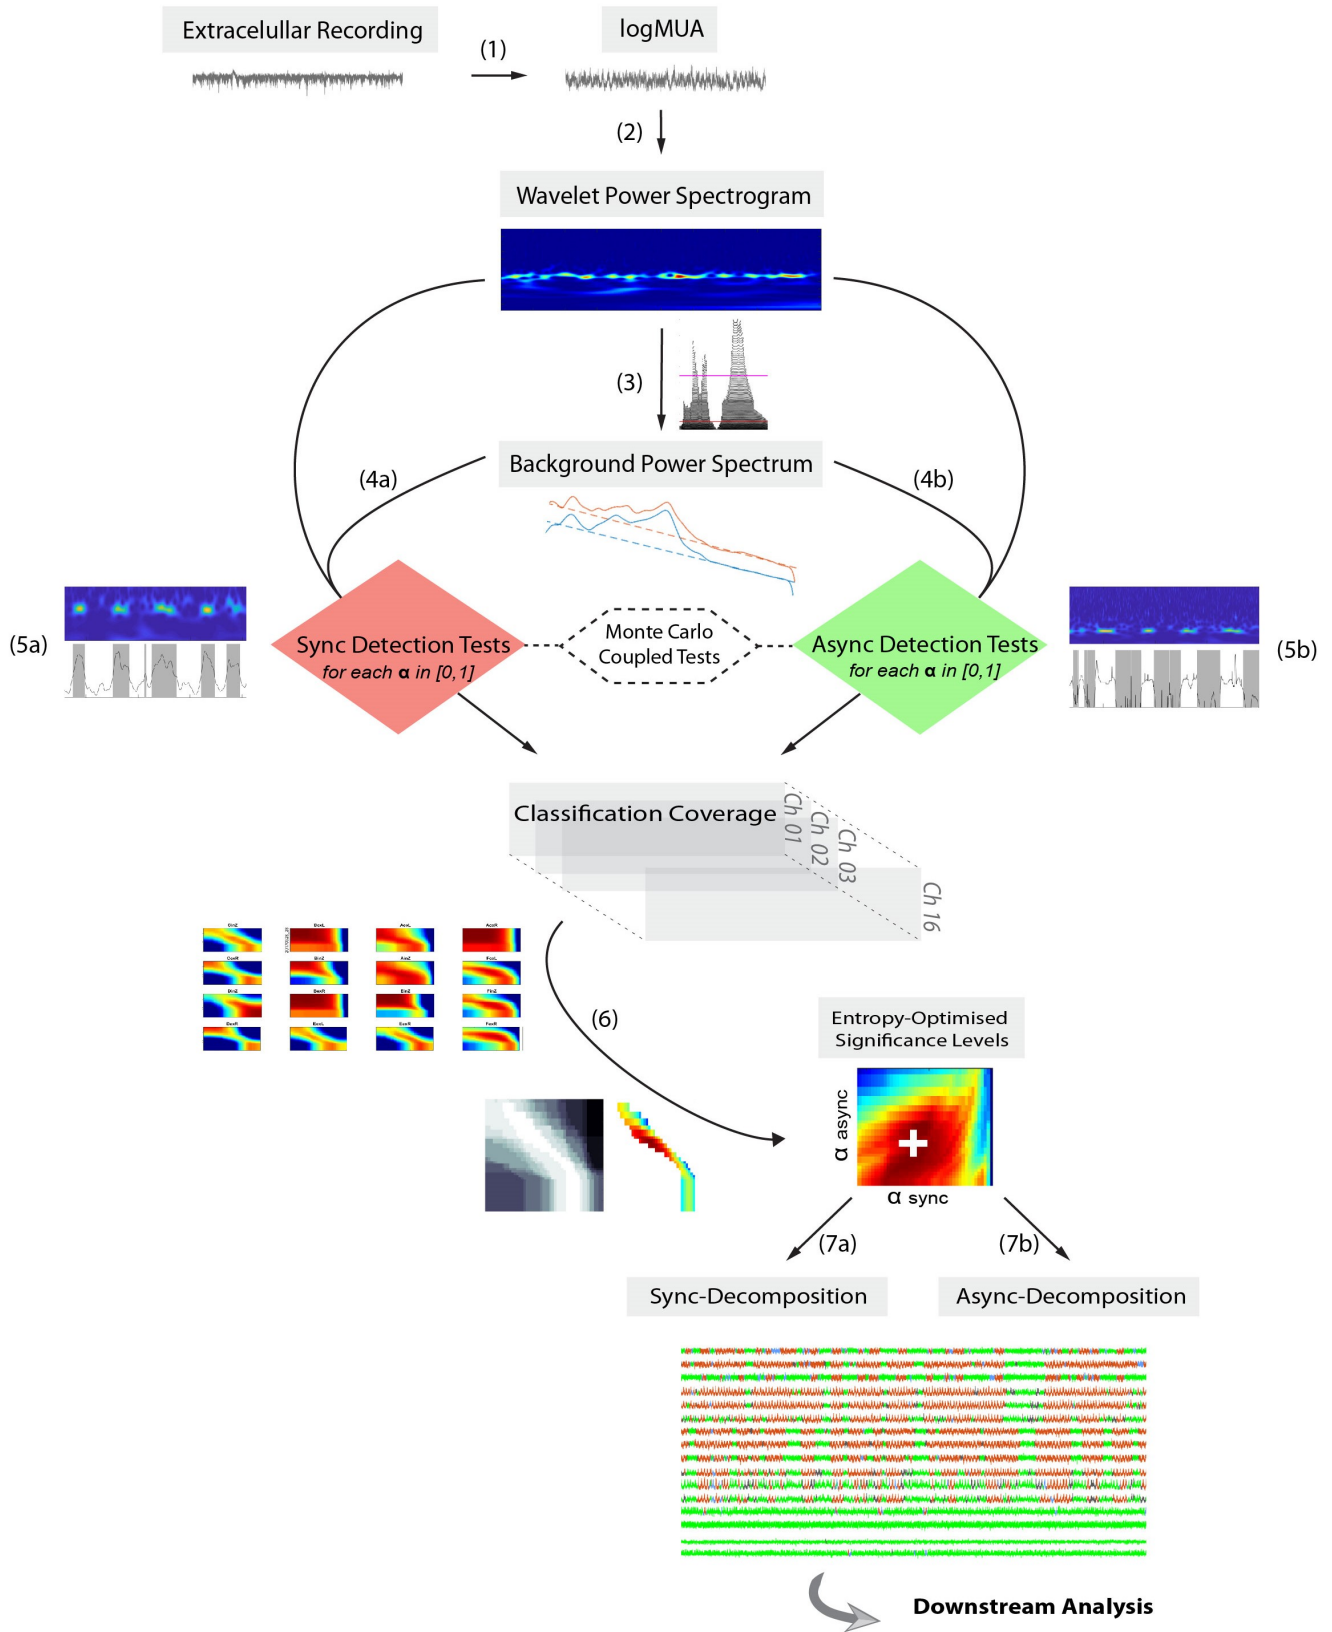 Extracelullar Recording
(1)
logMUA
(2)
Wavelet Power Spectrogram
(3)
Background Power Spectrum
(4a)
(4b)
(5a)
Sync Detection Tests
for each α in [0,1]
Monte Carlo
Coupled Tests
Async Detection Tests
for each α in [0,1]
(5b)
Classification Coverage
Ch 01
Ch 02
Ch 03
Ch 16
(6)
Entropy-Optimised
Significance Levels
α async
α sync
(7a)
(7b)
Sync-Decomposition
Async-Decomposition
Downstream Analysis